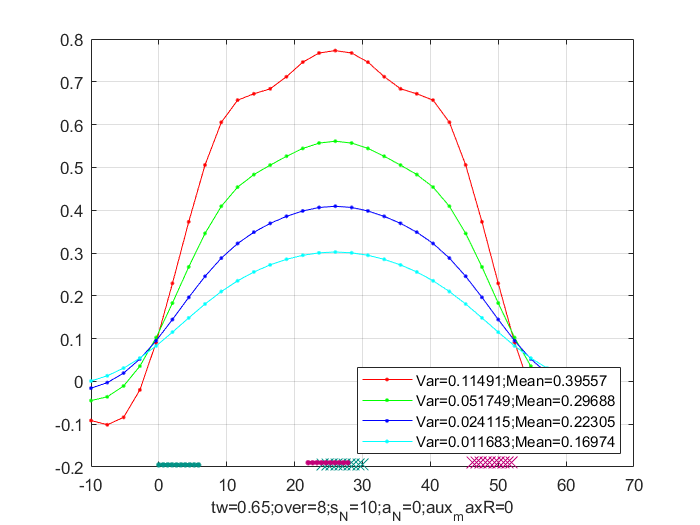 0.8
0.7
0.6
0.5
0.4
0.3
0.2
0.1
0
-0.1
-0.2
-10 0 10 20 30 40 50 60 70
Var=0.11491;Mean=0.39557
Var=0.051749;Mean=0.29688
Var=0.024115;Mean=0.22305
Var=0.011683;Mean=0.16974
tw=0.65;over=8;s_N=10;a_N=0;aux_maxR=0